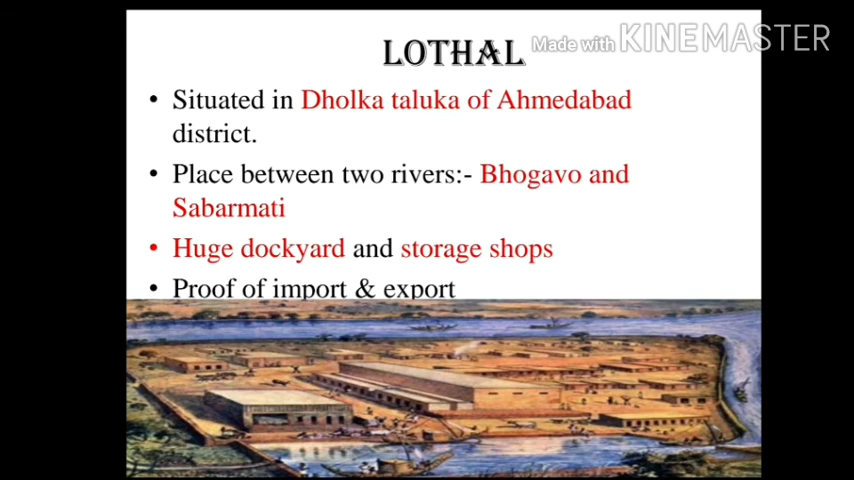 LOTHAL
Made with KINEMASTER
• Situated in Dholka taluka of Ahmedabad
district.
• Place between two rivers:- Bhogavo and
Sabarmati
• Huge dockyard and storage shops
• Proof of import & export